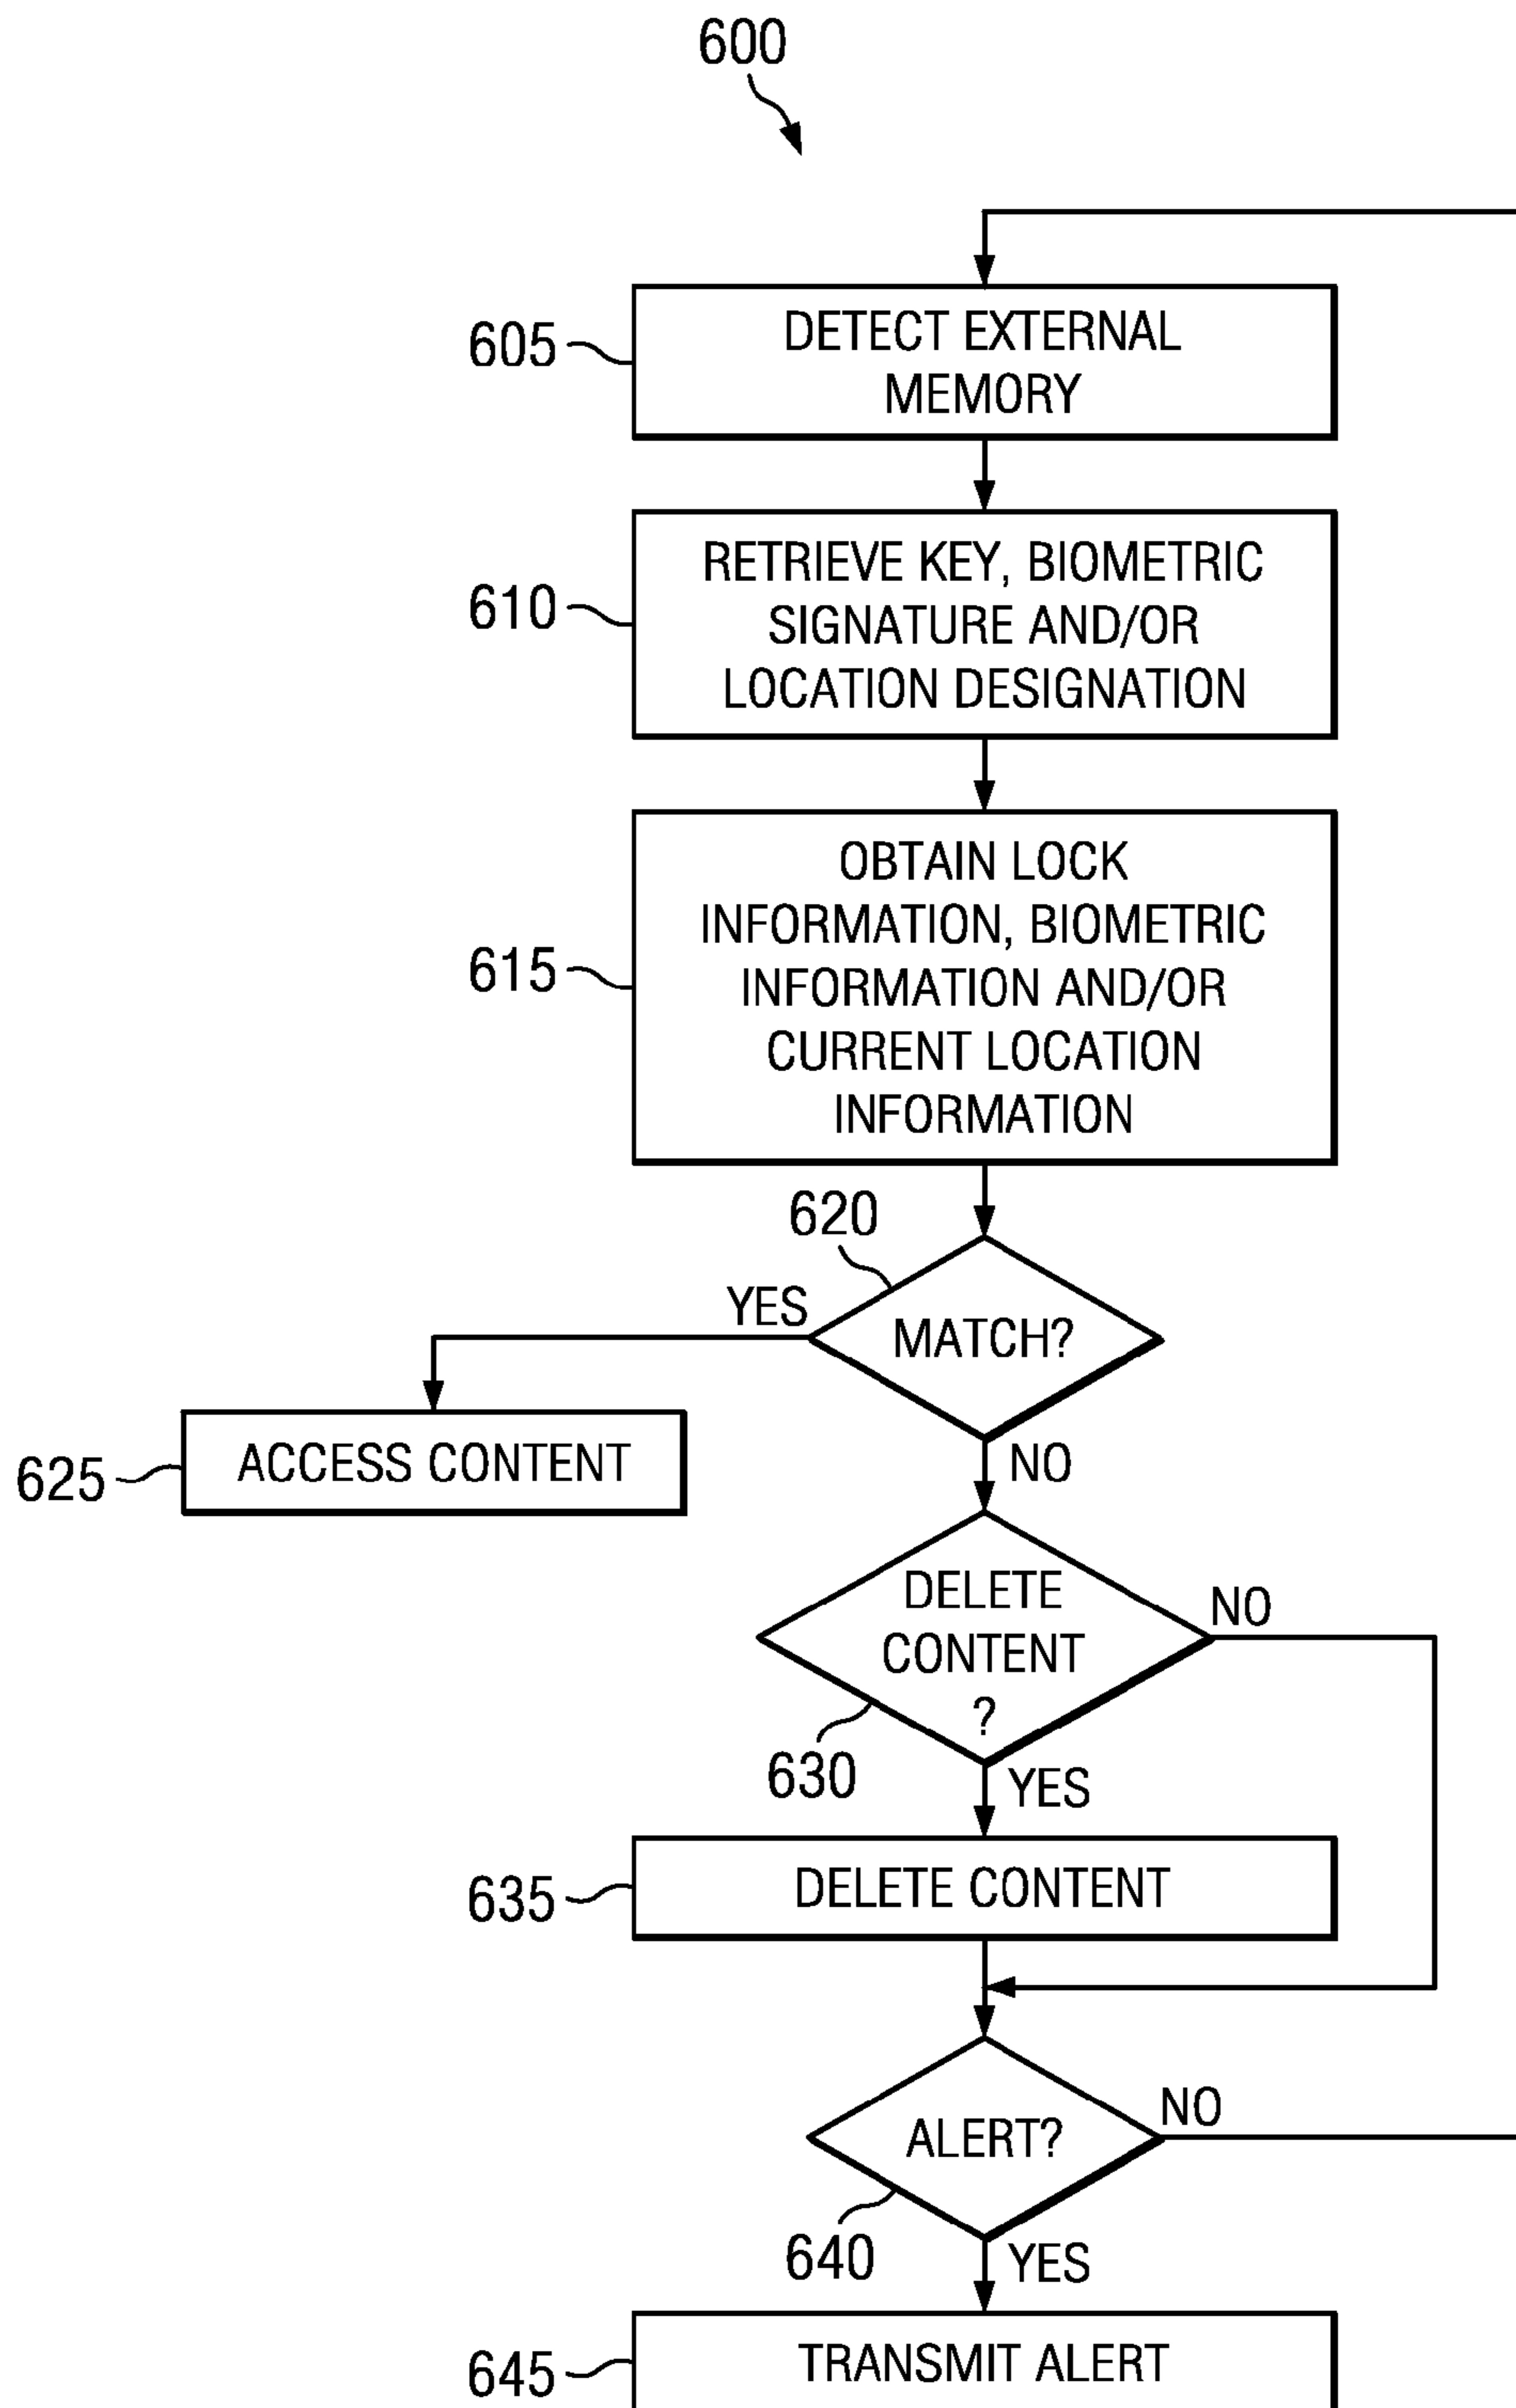 600
605
DETECT EXTERNAL
MEMORY
610
RETRIEVE KEY, BIOMETRIC
SIGNATURE AND/OR
LOCATION DESIGNATION
615
OBTAIN LOCK
INFORMATION, BIOMETRIC
INFORMATION AND/OR
CURRENT LOCATION
INFORMATION
620
YES
MATCH?
625
ACCESS CONTENT
NO
DELETE
CONTENT
?
NO
630
YES
635
DELETE CONTENT
ALERT?
NO
640
YES
645
TRANSMIT ALERT